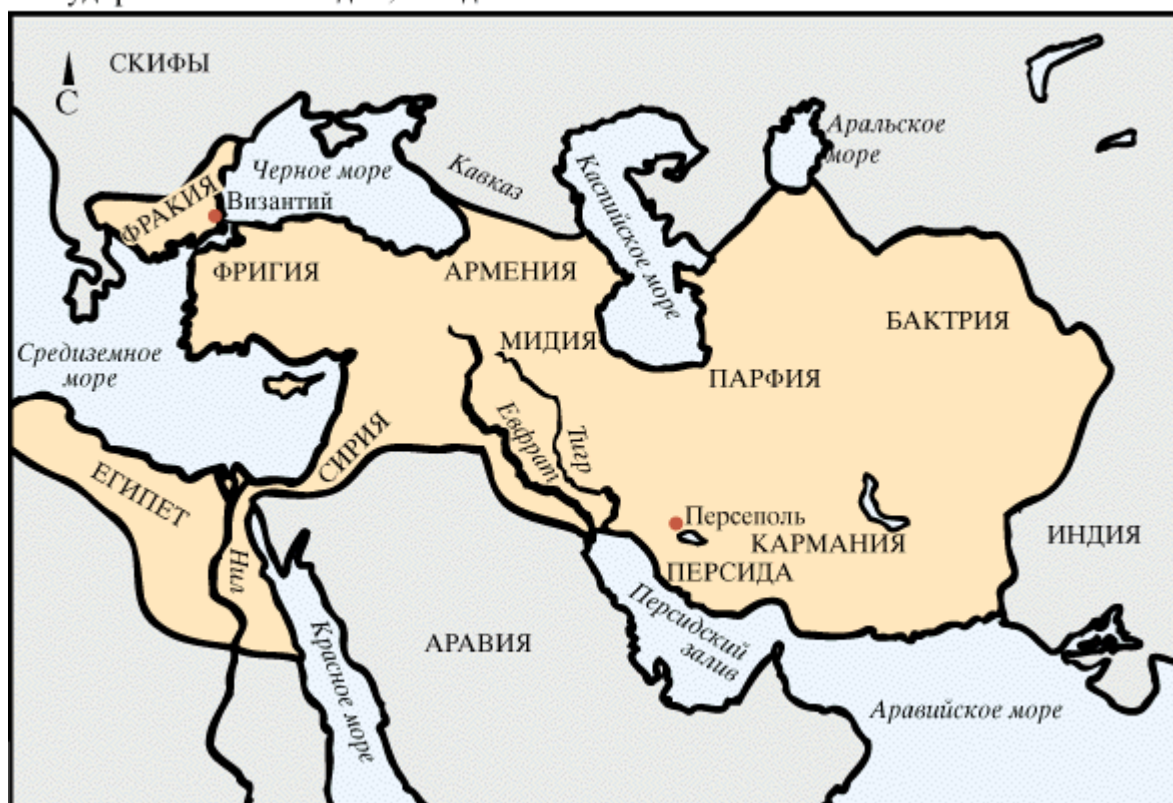 СКИФЫ
С
Аральское
море
Черное море
Кавказ
Каспийское море
ФРАКИЯ
Византий
ФРИГИЯ
АРМЕНИЯ
БАКТРИЯ
МИДИЯ
Средиземное
море
ПАРФИЯ
СИРИЯ
Евфрат
Тигр
ЕГИПЕТ
Персеполь
КАРМАНИЯ
ИНДИЯ
ПЕРСИДА
Нил
Персидский
залив
АРАВИЯ
Красное море
Аравийское море